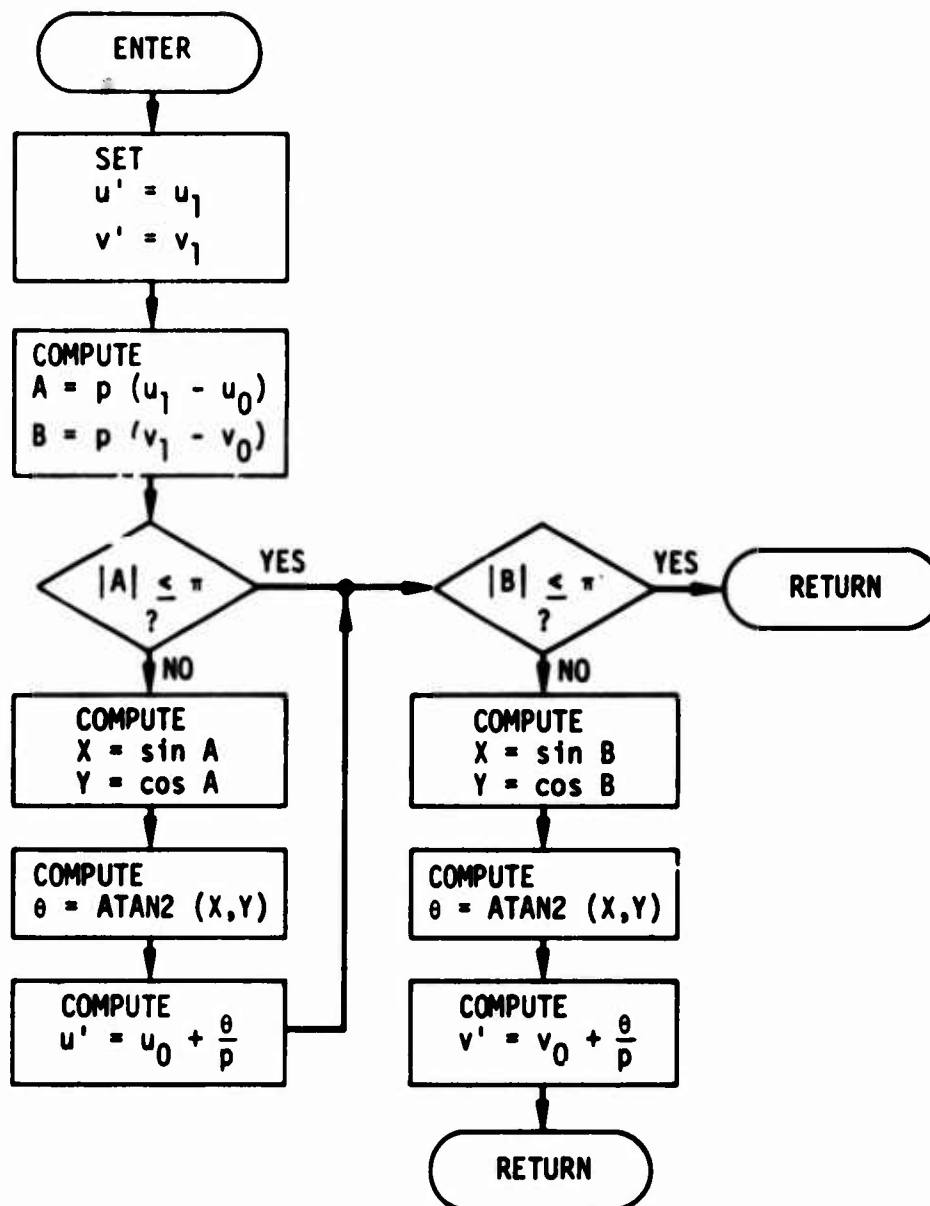 ENTER
SET
u' = u₁
v' = v₁
COMPUTE
A = p (u₁ - u₀)
B = p (v₁ - v₀)
|A| ≤ π
?
YES
NO
COMPUTE
X = sin A
Y = cos A
COMPUTE
θ = ATAN2 (X,Y)
COMPUTE
u' = u₀ + θ/p
|B| ≤ π
?
YES
RETURN
NO
COMPUTE
X = sin B
Y = cos B
COMPUTE
θ = ATAN2 (X,Y)
COMPUTE
v' = v₀ + θ/p
RETURN